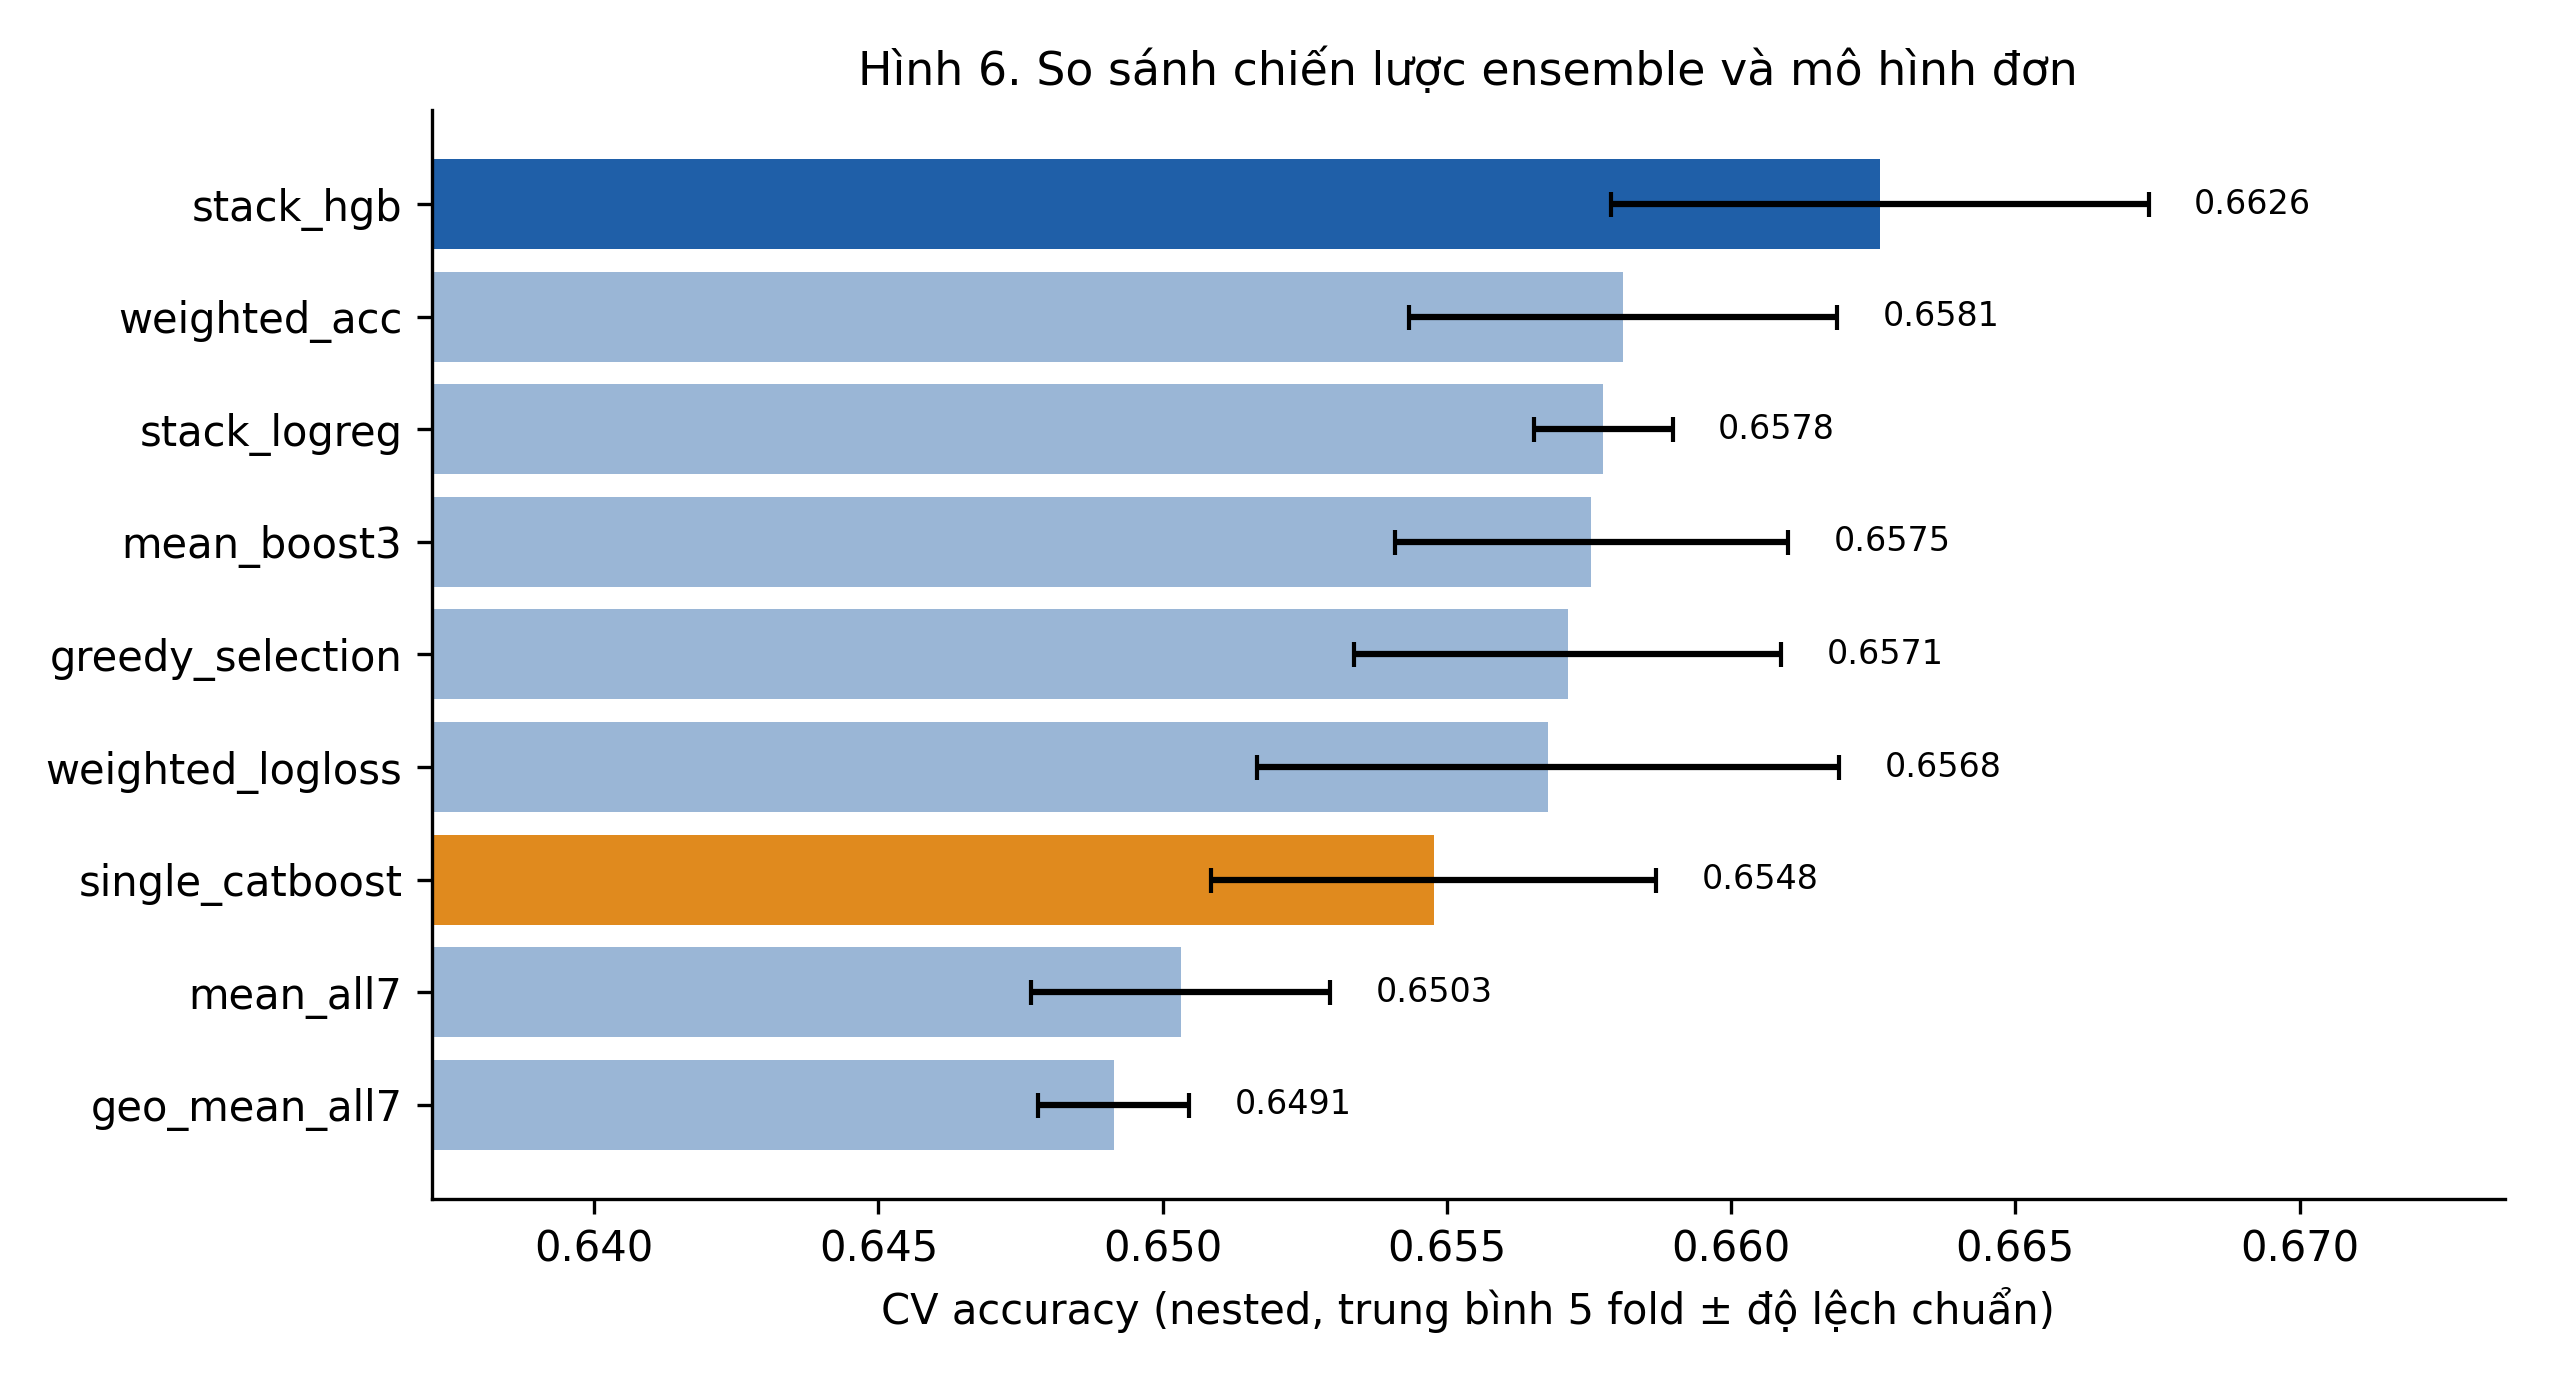 Hình 6. So sánh chiến lược ensemble và mô hình đơn
stack_hgb 0.6626
weighted_acc 0.6581
stack_logreg 0.6578
mean_boost3 0.6575
greedy_selection 0.6571
weighted_logloss 0.6568
single_catboost 0.6548
mean_all7 0.6503
geo_mean_all7 0.6491
0.640 0.645 0.650 0.655 0.660 0.665 0.670
CV accuracy (nested, trung bình 5 fold ± độ lệch chuẩn)